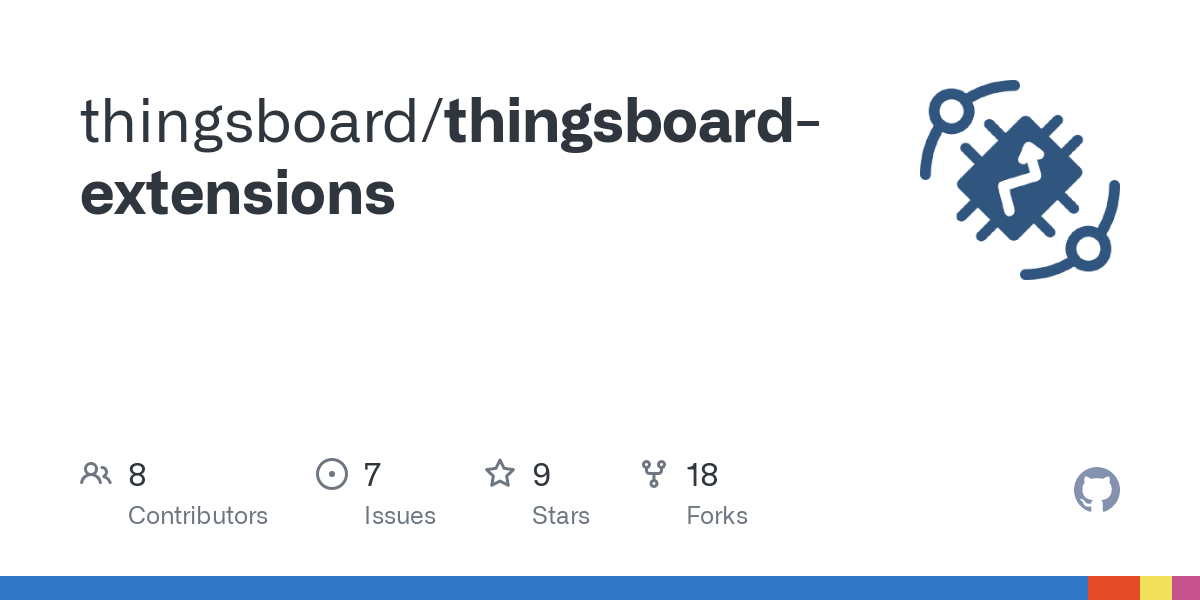 thingsboard/thingsboard-
extensions
8 7 9 18
Contributors Issues Stars Forks